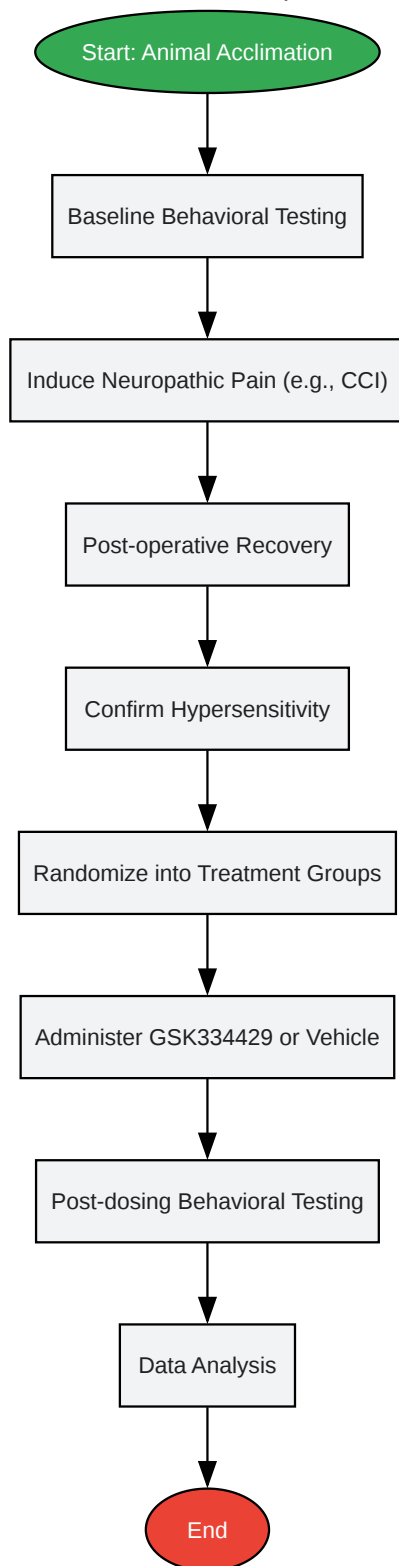 Start: Animal Acclimation
Baseline Behavioral Testing
Induce Neuropathic Pain (e.g., CCI)
Post-operative Recovery
Confirm Hypersensitivity
Randomize into Treatment Groups
Administer GSK334429 or Vehicle
Post-dosing Behavioral Testing
Data Analysis
End